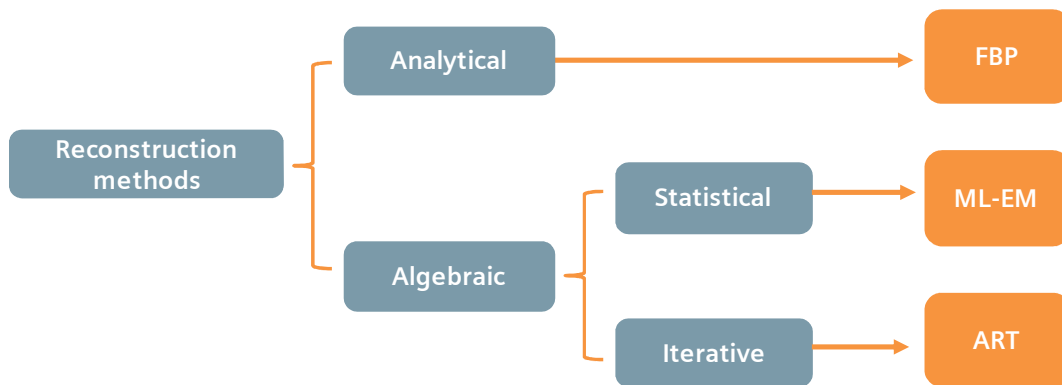 Analytical
FBP
Reconstruction
methods
Statistical
ML-EM
Algebraic
Iterative
ART